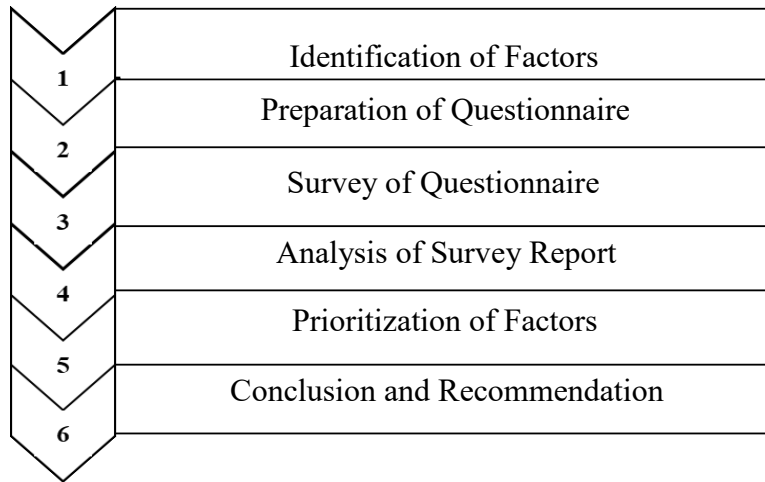 1
Identification of Factors
2
Preparation of Questionnaire
3
Survey of Questionnaire
4
Analysis of Survey Report
5
Prioritization of Factors
6
Conclusion and Recommendation